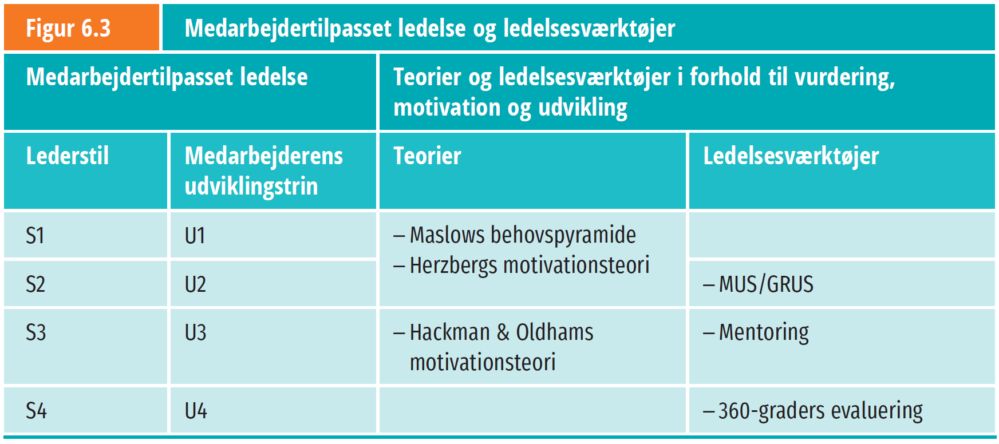 Figur 6.3
Medarbejdertilpasset ledelse og ledelsesværktøjer
Medarbejdertilpasset ledelse
Teorier og ledelsesværktøjer i forhold til vurdering,
motivation og udvikling
Lederstil
Medarbejderens
udviklingstrin
Teorier
Ledelsesværktøjer
S1
U1
– Maslows behovspyramide
– Herzbergs motivationsteori
S2
U2
– MUS/GRUS
S3
U3
– Hackman & Oldhams
motivationsteori
– Mentoring
S4
U4
– 360-graders evaluering